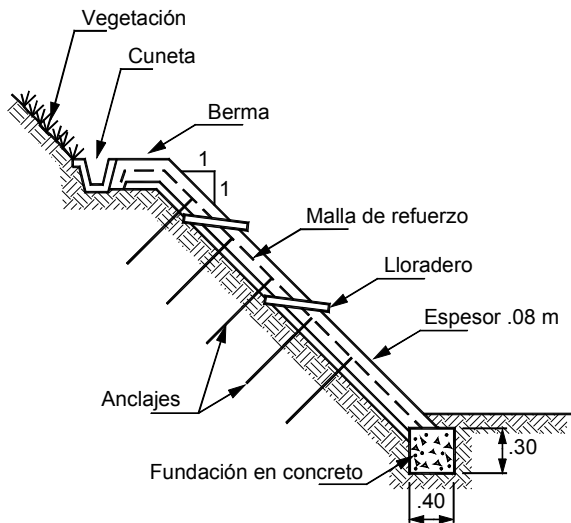 Vegetación
Cuneta
Berma
1
1
Malla de refuerzo
Lloradero
Espesor .08 m
Anclajes
Fundación en concreto
.30
.40